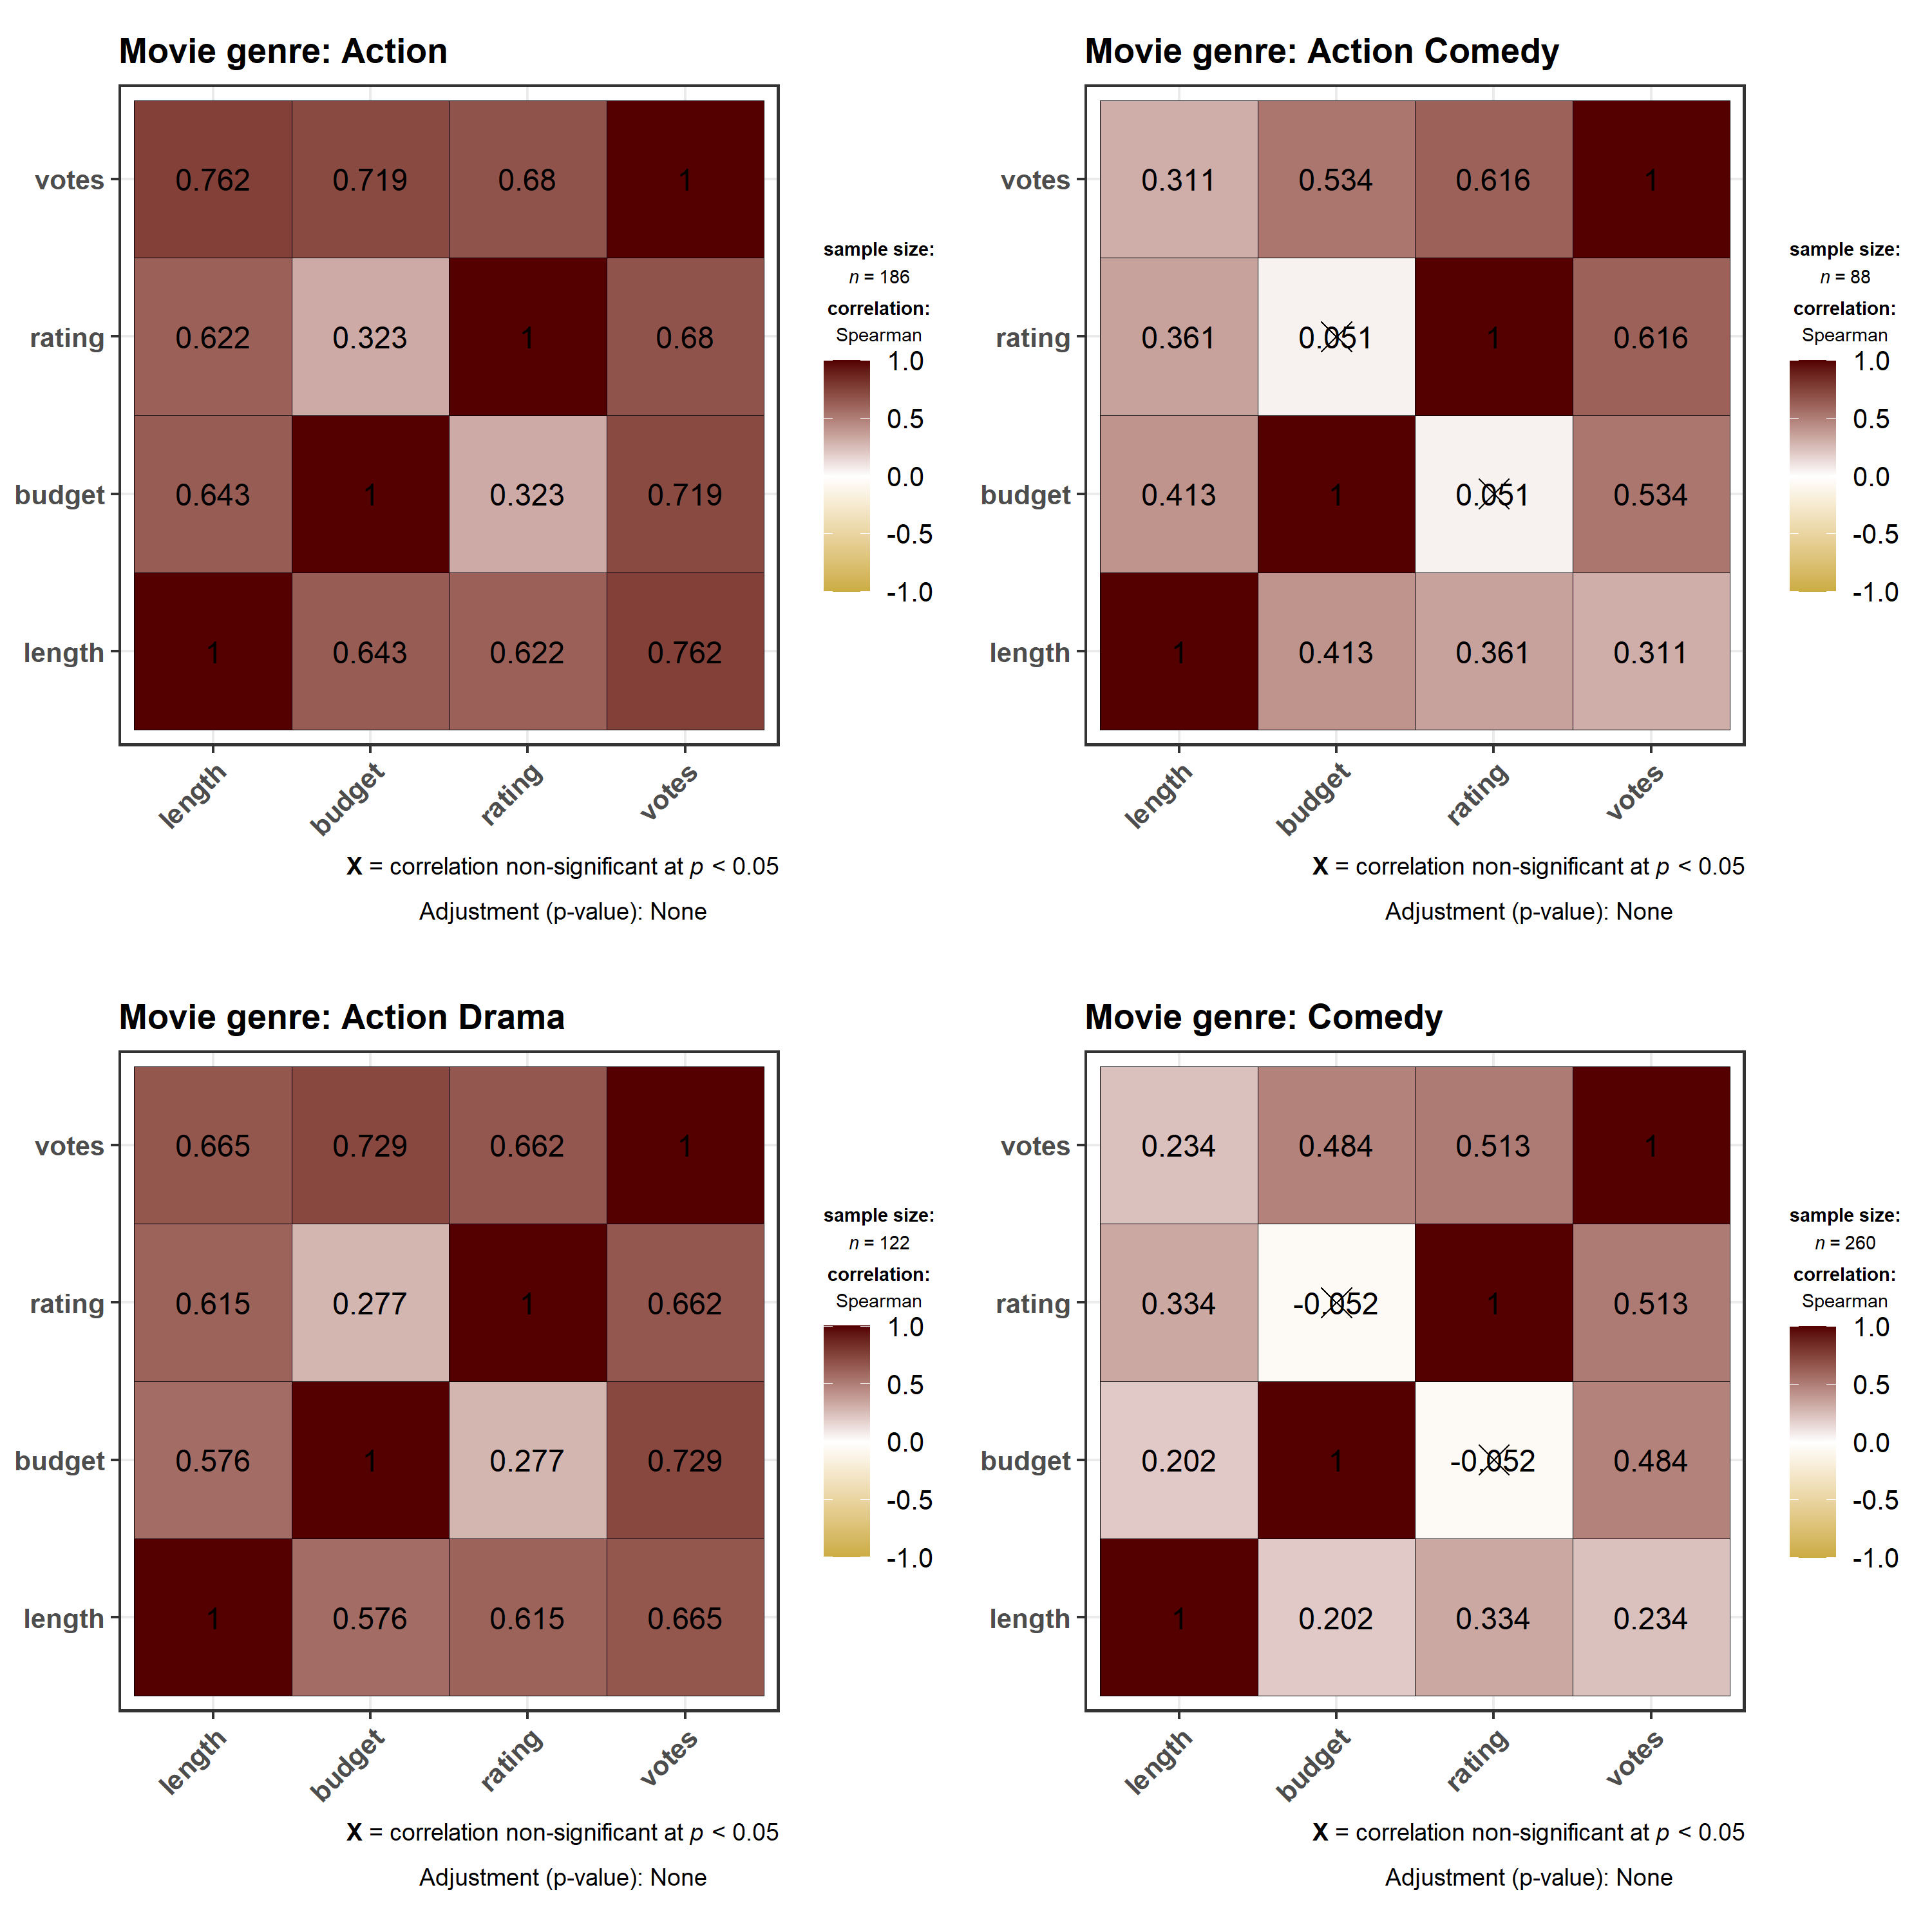 Movie genre: Action
votes 0.762 0.719 0.68 1
rating 0.622 0.323 1 0.68
budget 0.643 1 0.323 0.719
length 1 0.643 0.622 0.762
length budget rating votes
sample size:
n = 186
correlation:
Spearman
1.0
0.5
0.0
-0.5
-1.0
X = correlation non-significant at p < 0.05
Adjustment (p-value): None
Movie genre: Action Comedy
votes 0.311 0.534 0.616 1
rating 0.361 0.051 1 0.616
budget 0.413 1 0.051 0.534
length 1 0.413 0.361 0.311
length budget rating votes
sample size:
n = 88
correlation:
Spearman
1.0
0.5
0.0
-0.5
-1.0
X = correlation non-significant at p < 0.05
Adjustment (p-value): None
Movie genre: Action Drama
votes 0.665 0.729 0.662 1
rating 0.615 0.277 1 0.662
budget 0.576 1 0.277 0.729
length 1 0.576 0.615 0.665
length budget rating votes
sample size:
n = 122
correlation:
Spearman
1.0
0.5
0.0
-0.5
-1.0
X = correlation non-significant at p < 0.05
Adjustment (p-value): None
Movie genre: Comedy
votes 0.234 0.484 0.513 1
rating 0.334 -0.052 1 0.513
budget 0.202 1 -0.052 0.484
length 1 0.202 0.334 0.234
length budget rating votes
sample size:
n = 260
correlation:
Spearman
1.0
0.5
0.0
-0.5
-1.0
X = correlation non-significant at p < 0.05
Adjustment (p-value): None